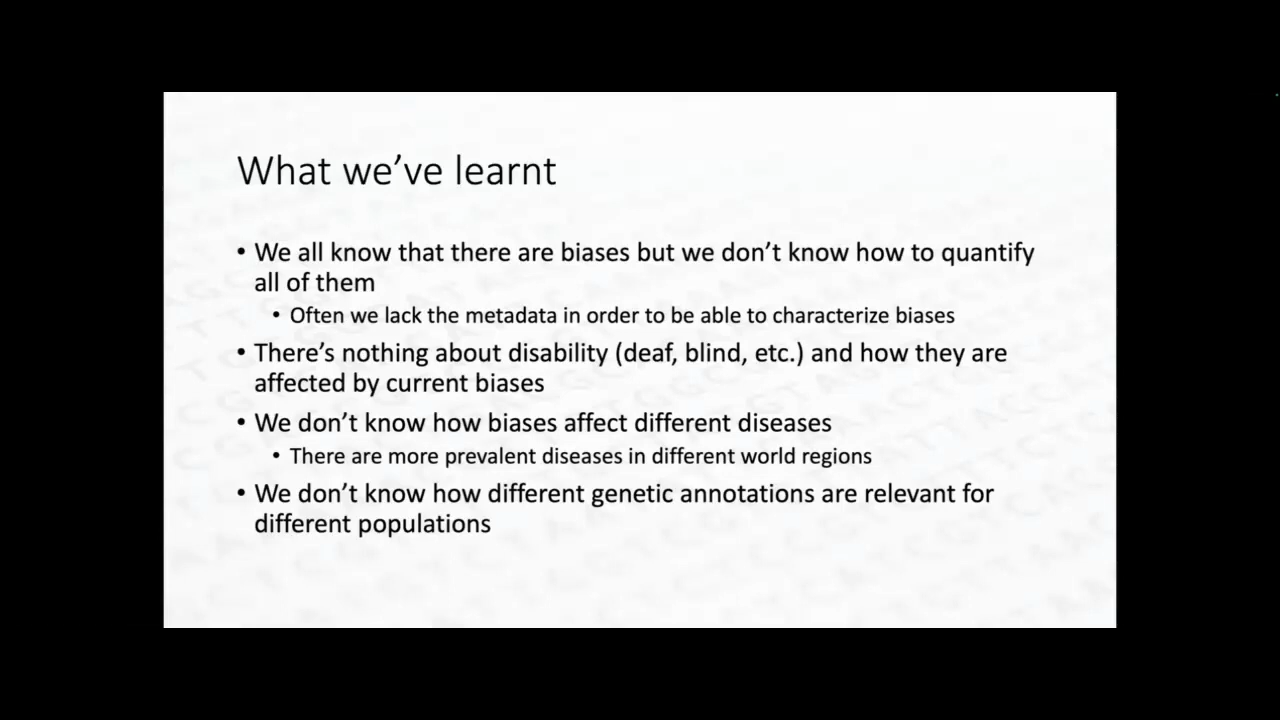 What we’ve learnt
• We all know that there are biases but we don’t know how to quantify
all of them
• Often we lack the metadata in order to be able to characterize biases
• There’s nothing about disability (deaf, blind, etc.) and how they are
affected by current biases
• We don’t know how biases affect different diseases
• There are more prevalent diseases in different world regions
• We don’t know how different genetic annotations are relevant for
different populations